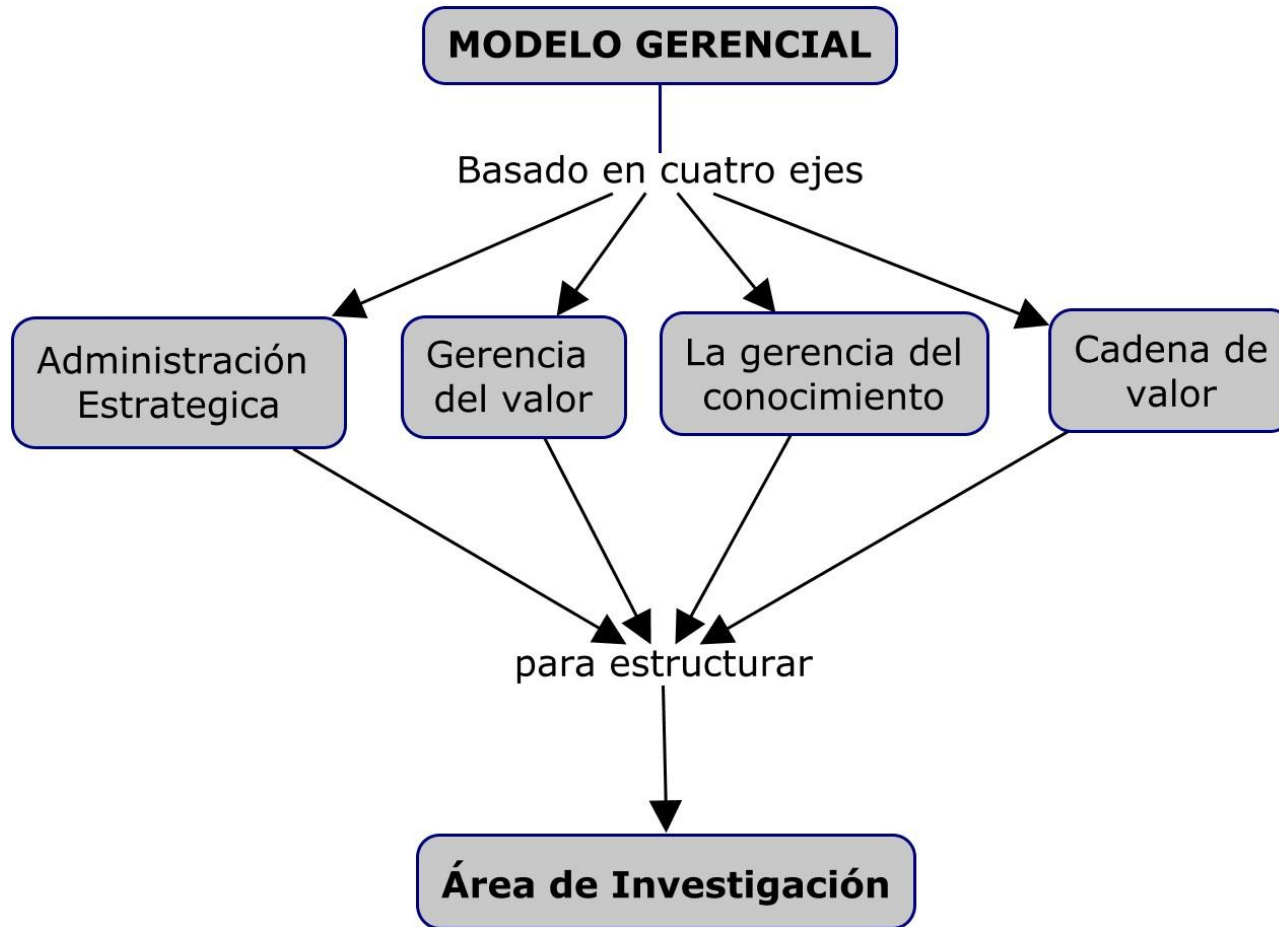 MODELO GERENCIAL
Basado en cuatro ejes
Administración
Estrategica
Gerencia
del valor
La gerencia del
conocimiento
Cadena de
valor
para estructurar
Área de Investigación